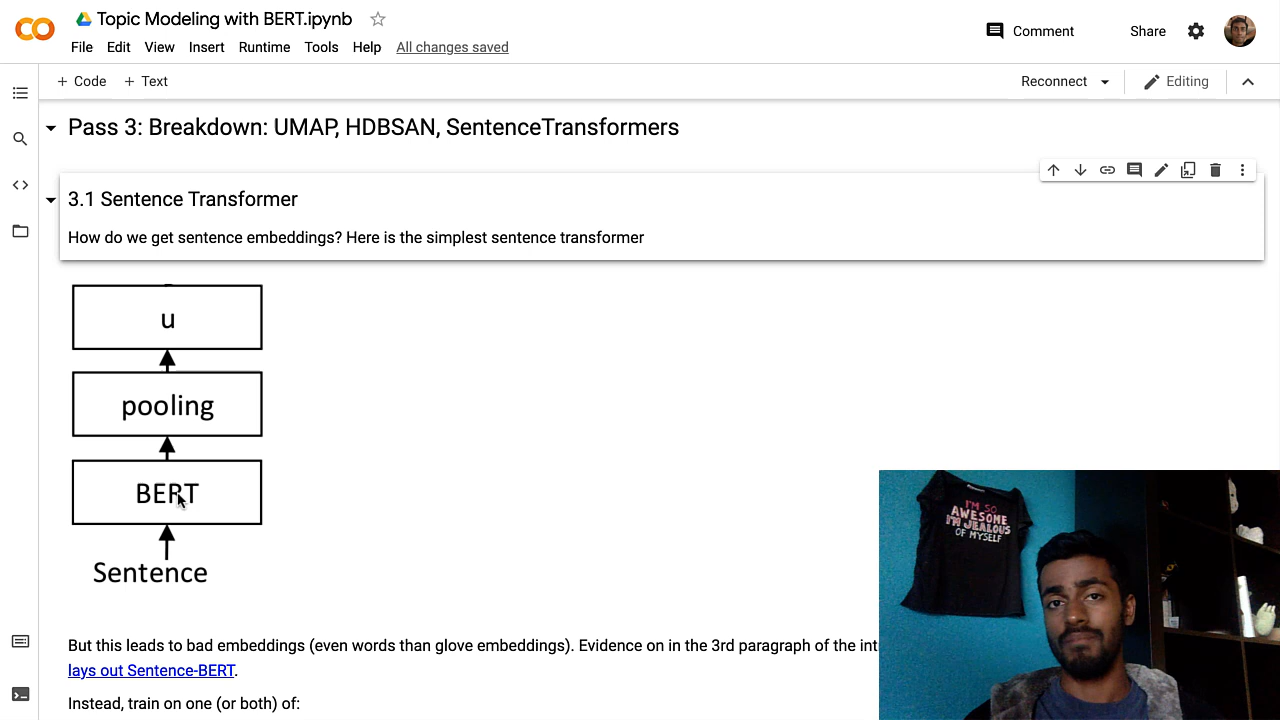 Topic Modeling with BERT.ipynb
File Edit View Insert Runtime Tools Help All changes saved
Comment Share
+ Code + Text
Reconnect Editing
Pass 3: Breakdown: UMAP, HDBSAN, SentenceTransformers
3.1 Sentence Transformer
How do we get sentence embeddings? Here is the simplest sentence transformer
u
pooling
BERT
Sentence
But this leads to bad embeddings (even words than glove embeddings). Evidence on in the 3rd paragraph of the
lays out Sentence-BERT.
Instead, train on one (or both) of:
I'M SO
AWESOME
I'M JEALOUS
OF MYSELF